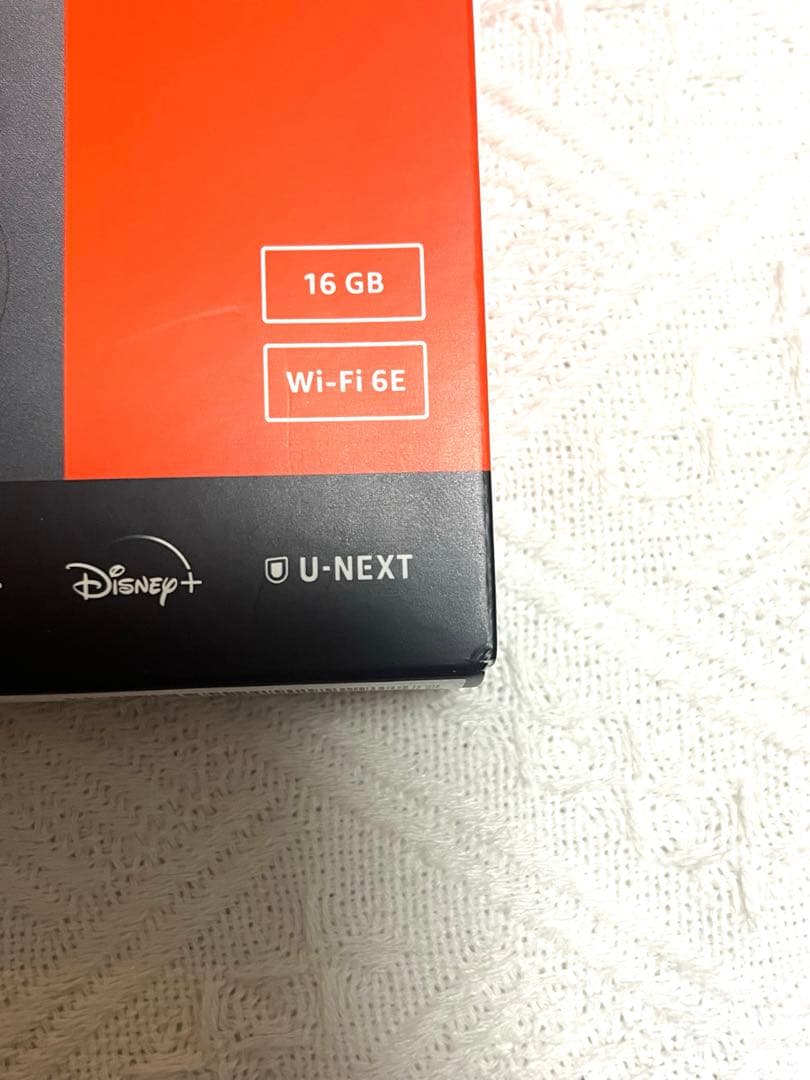 16 GB
Wi-Fi 6E
Disney+
U-NEXT